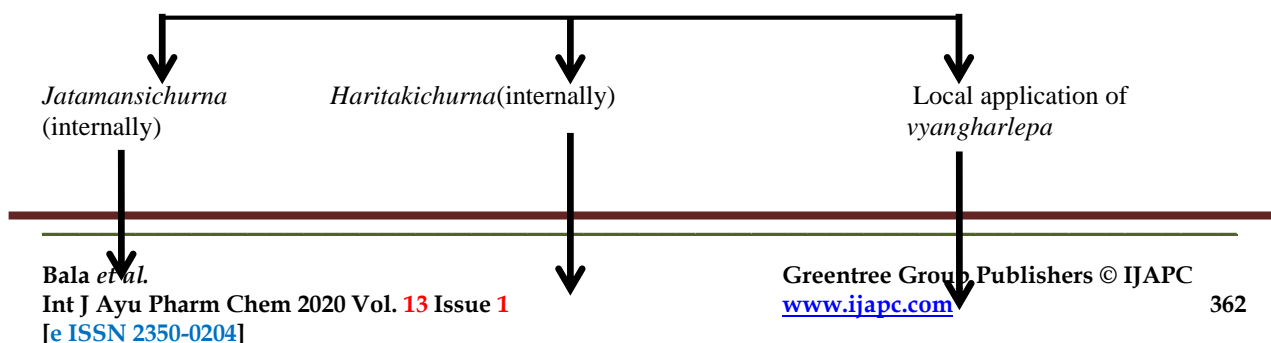 Jatamansichurna
(internally)
Haritakichurna(internally)
Local application of
vyangharlepa
Bala et al.
Int J Ayu Pharm Chem 2020 Vol. 13 Issue 1
[e ISSN 2350-0204]
Greentree Group Publishers © IJAPC
www.ijapc.com 362